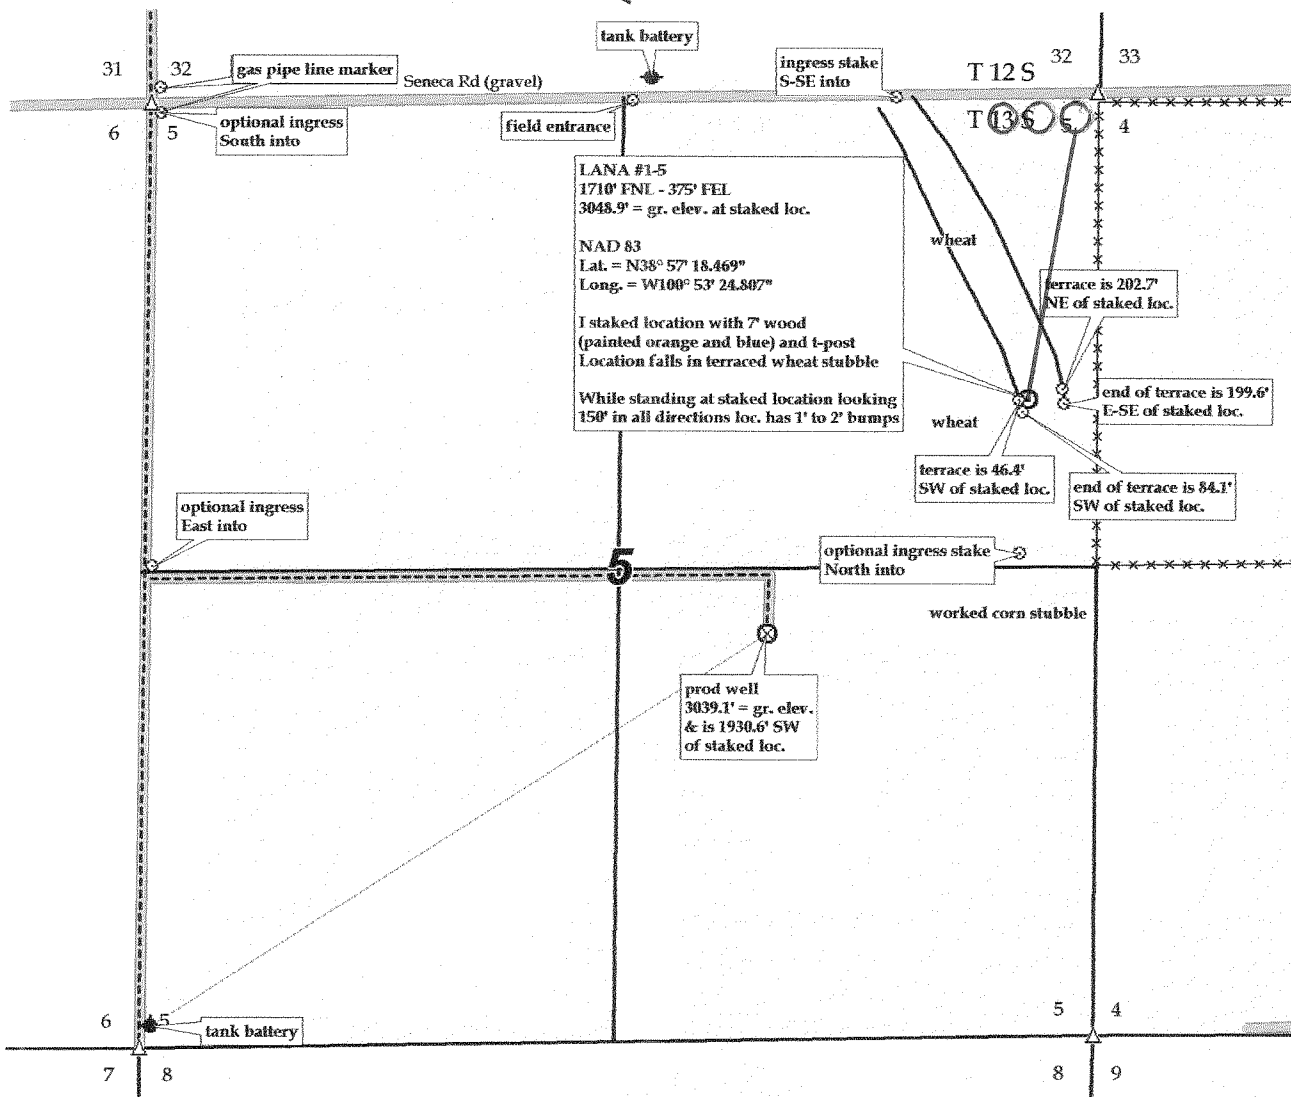 tank battery
31
32
gas pipe line marker
Seneca Rd (gravel)
ingress stake
S-SE into
T 12 S
32
33
6
5
optional ingress
South into
field entrance
T 13 S
5
4
LANA #1-5
1710' FNL - 375' FEL
3048.9' = gr. elev. at staked loc.
NAD 83
Lat. = N38° 57' 18.469"
Long. = W100° 53' 24.807"
I staked location with 7' wood
(painted orange and blue) and t-post
Location falls in terraced wheat stubble
While standing at staked location looking
150' in all directions loc. has 1' to 2' bumps
wheat
terrace is 202.7'
NE of staked loc.
end of terrace is 199.6'
E-SE of staked loc.
wheat
terrace is 46.4'
SW of staked loc.
end of terrace is 84.1'
SW of staked loc.
optional ingress
East into
5
optional ingress stake
North into
worked corn stubble
prod well
3039.1' = gr. elev.
& is 1930.6' SW
of staked loc.
6
5
tank battery
5
4
7
8
8
9